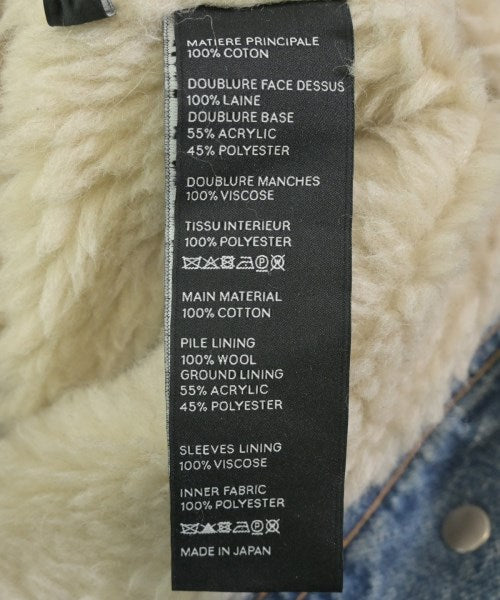 MATIERE PRINCIPALE
100% COTON
DOUBLURE FACE DESSUS
100% LAINE
DOUBLURE BASE
55% ACRYLIC
45% POLYESTER
DOUBLURE MANCHES
100% VISCOSE
TISSU INTERIEUR
100% POLYESTER
MAIN MATERIAL
100% COTTON
PILE LINING
100% WOOL
GROUND LINING
55% ACRYLIC
45% POLYESTER
SLEEVES LINING
100% VISCOSE
INNER FABRIC
100% POLYESTER
MADE IN JAPAN